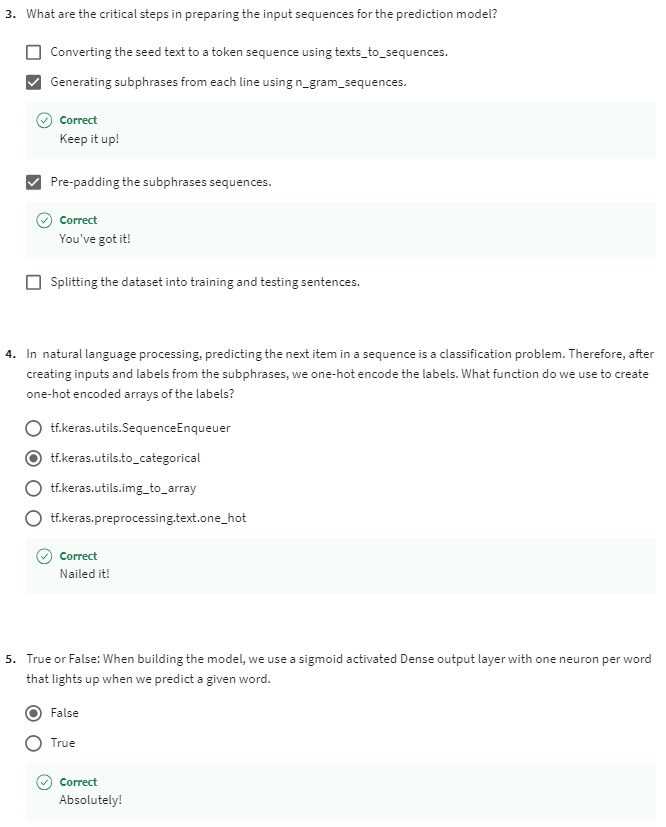 3. What are the critical steps in preparing the input sequences for the prediction model?
Converting the seed text to a token sequence using texts_to_sequences.
Generating subphrases from each line using n_gram_sequences.
Correct
Keep it up!
Pre-padding the subphrases sequences.
Correct
You've got it!
Splitting the dataset into training and testing sentences.
4. In natural language processing, predicting the next item in a sequence is a classification problem. Therefore, after
creating inputs and labels from the subphrases, we one-hot encode the labels. What function do we use to create
one-hot encoded arrays of the labels?
tf.keras.utils.SequenceEnqueuer
tf.keras.utils.to_categorical
tf.keras.utils.img_to_array
tf.keras.preprocessing.text.one_hot
Correct
Nailed it!
5. True or False: When building the model, we use a sigmoid activated Dense output layer with one neuron per word
that lights up when we predict a given word.
False
True
Correct
Absolutely!